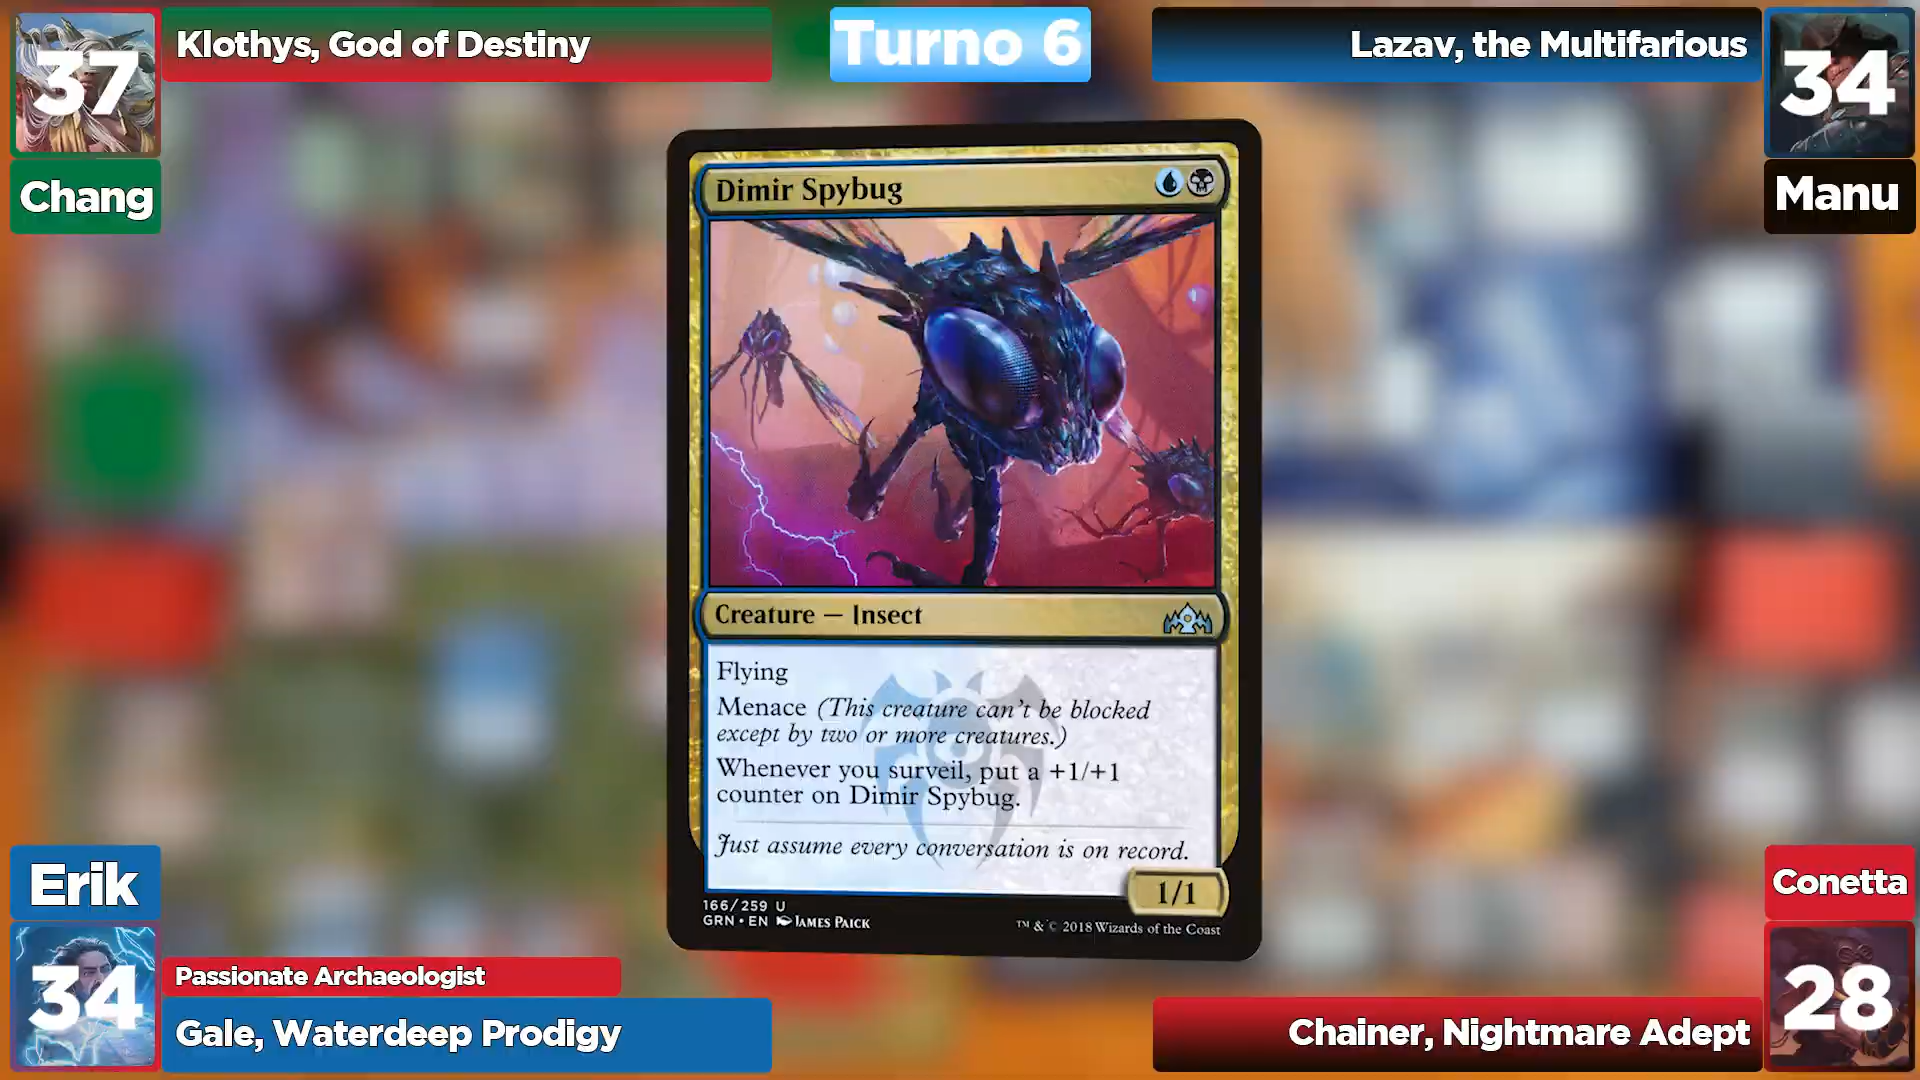 37
Klothys, God of Destiny
Chang
Turno 6
Lazav, the Multifarious
34
Manu
Dimir Spybug
Creature — Insect
Flying
Menace (This creature can't be blocked
except by two or more creatures.)
Whenever you surveil, put a +1/+1
counter on Dimir Spybug.
Just assume every conversation is on record.
1/1
166/259 U
GRN • EN James Paick
™ & © 2018 Wizards of the Coast
Erik
34
Passionate Archaeologist
Gale, Waterdeep Prodigy
Conetta
28
Chainer, Nightmare Adept